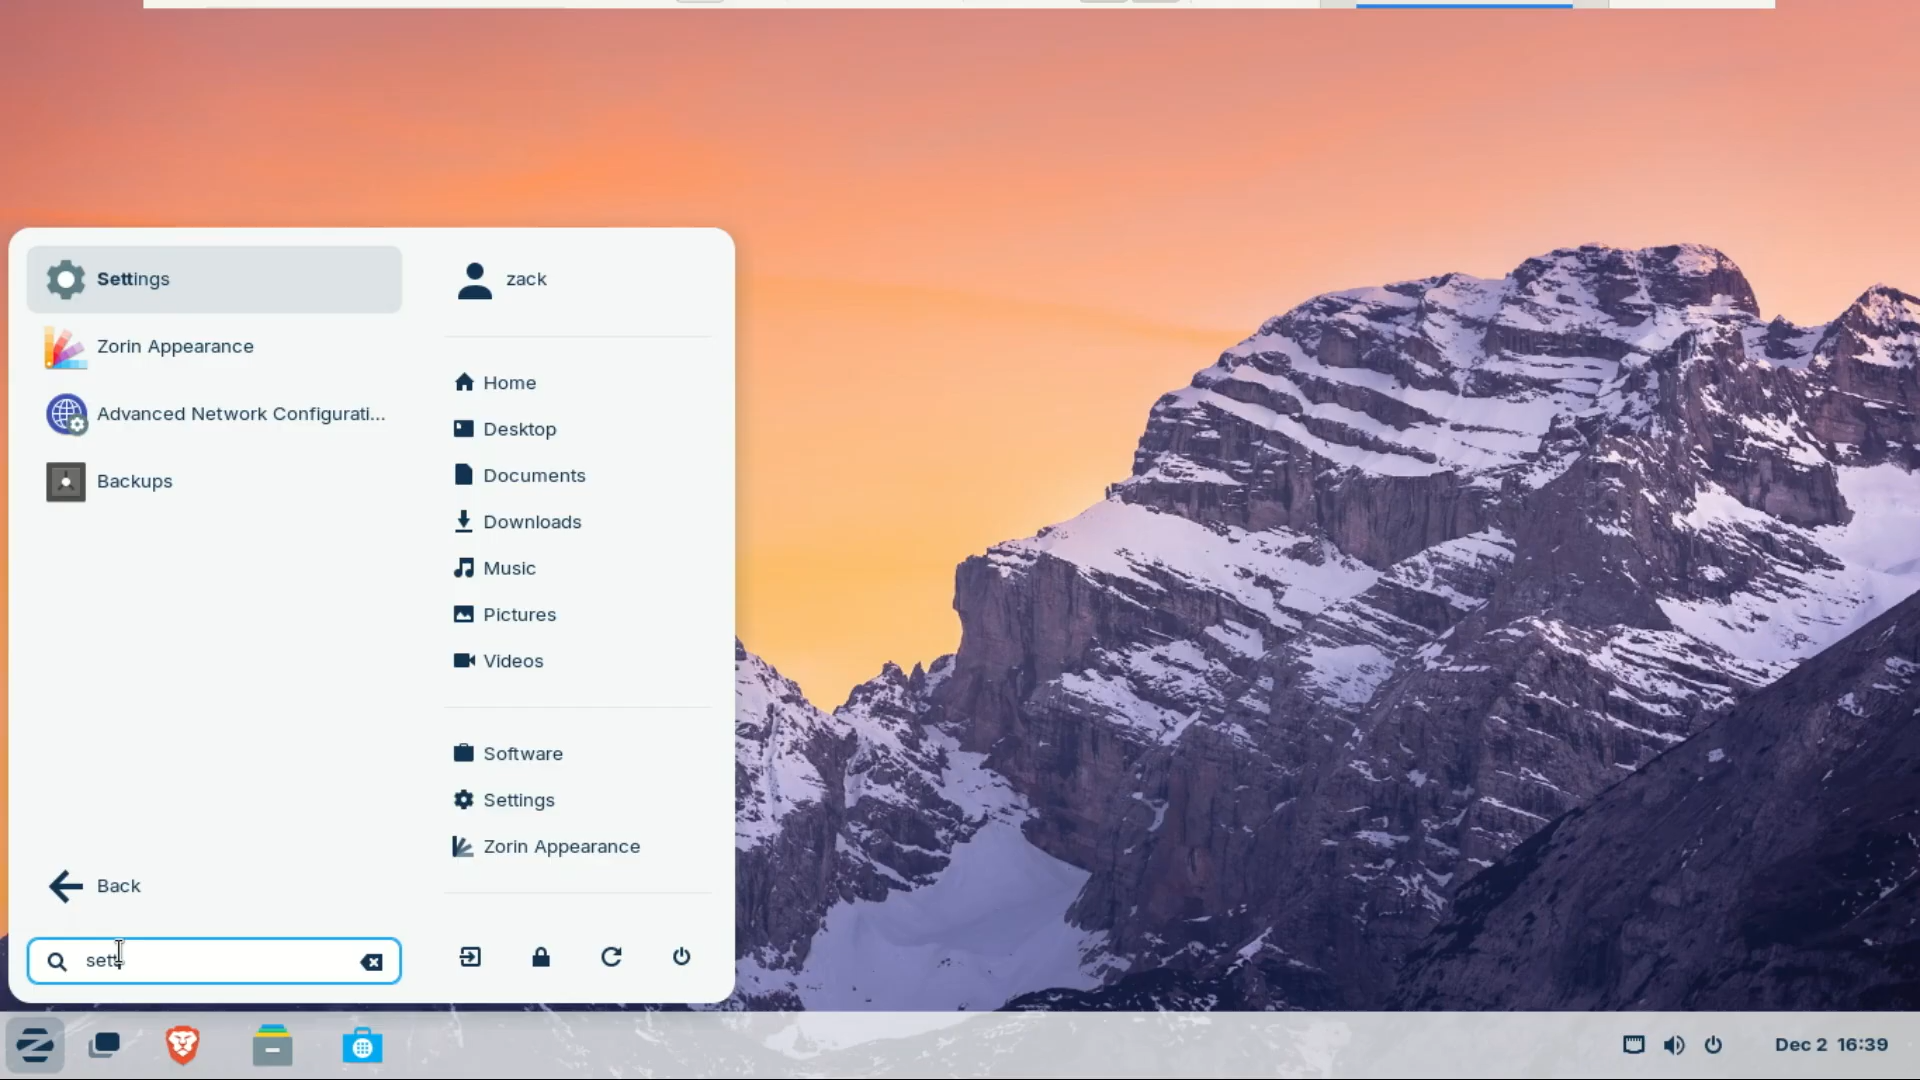 Settings
Zorin Appearance
Advanced Network Configurati...
Backups
Back
sett
zack
Home
Desktop
Documents
Downloads
Music
Pictures
Videos
Software
Settings
Zorin Appearance
Dec 2 16:39